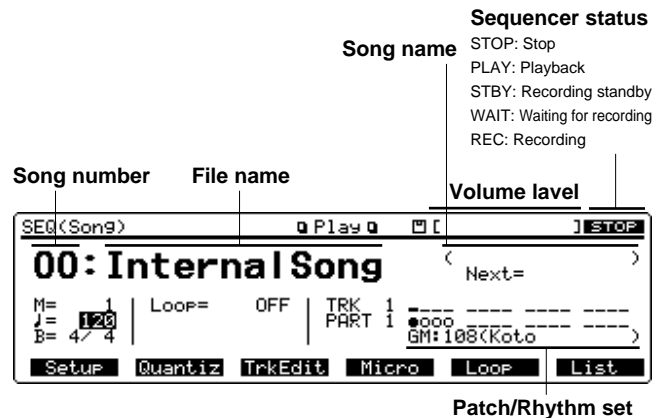 Sequencer status
Song name
STOP: Stop
PLAY: Playback
STBY: Recording standby
WAIT: Waiting for recording
REC: Recording
Song number
File name
Volume lavel
SEQ(Song) Play [ ] STOP
00:InternalSong ( )
Next=
M= 1 Loop= OFF TRK 1
♩= 120 PART 1
B= 4/ 4 GM:108(Koto )
Setup Quantiz TrkEdit Micro Loop List
Patch/Rhythm set